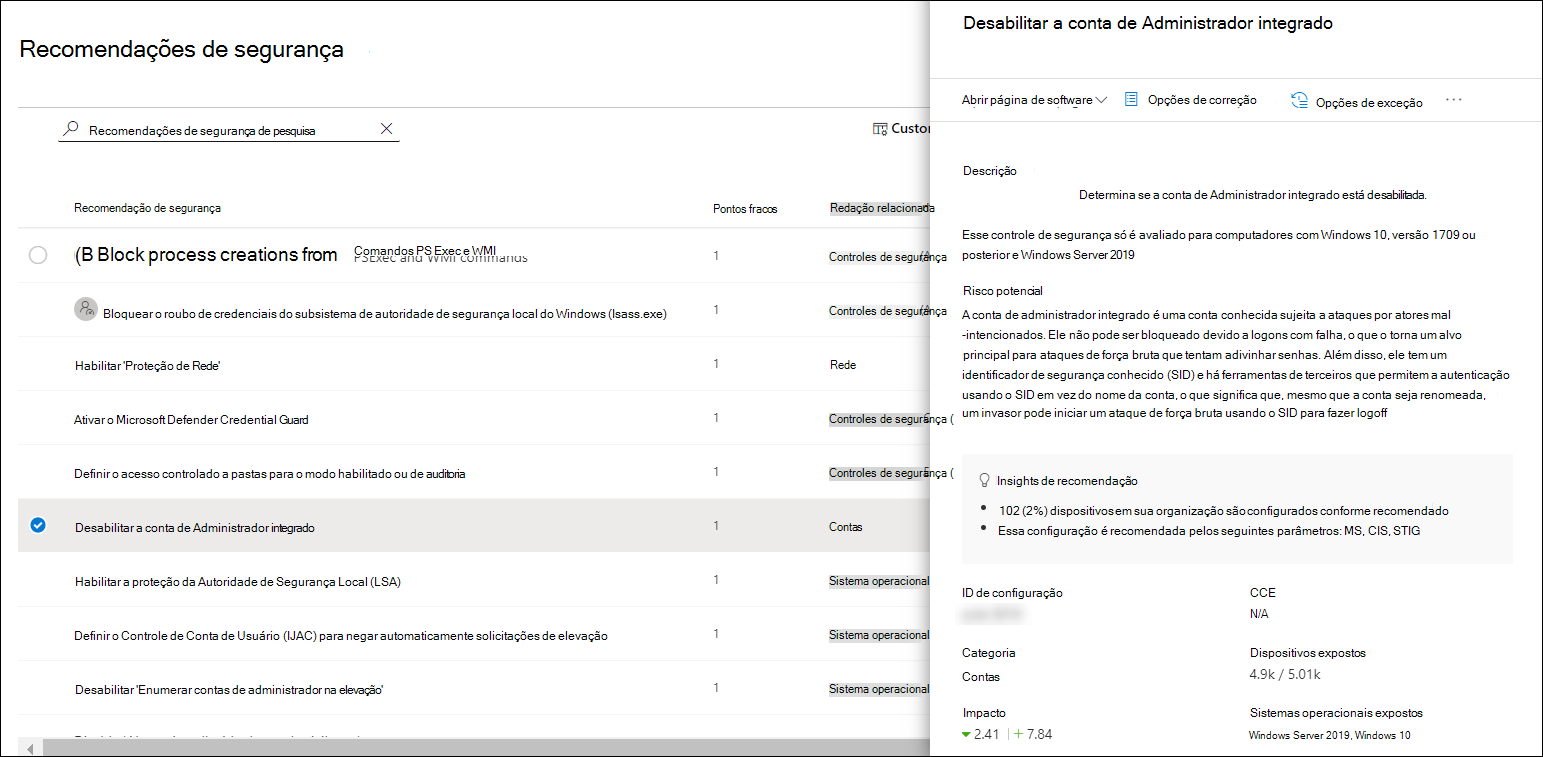 Recomendações de segurança
Recomendações de segurança de pesquisa
Custor
Recomendação de segurança
Pontos fracos
Redação relacionada
(B Block process creations from
Comandos PS Exec e WMI
PSExec and WMI commands
1
Controles de segurança (A
Bloquear o roubo de credenciais do subsistema de autoridade de segurança local do Windows (lsass.exe)
1
Controles de segurança (A
Habilitar 'Proteção de Rede'
1
Rede
Ativar o Microsoft Defender Credential Guard
1
Controles de segurança (
Definir o acesso controlado a pastas para o modo habilitado ou de auditoria
1
Controles de segurança (
Desabilitar a conta de Administrador integrado
1
Contas
Habilitar a proteção da Autoridade de Segurança Local (LSA)
1
Sistema operacional
Definir o Controle de Conta de Usuário (IJAC) para negar automaticamente solicitações de elevação
1
Sistema operacional
Desabilitar 'Enumerar contas de administrador na elevação'
1
Sistema operacional
Desabilitar a conta de Administrador integrado
Abrir página de software
Opções de correção
Opções de exceção
...
Descrição
Determina se a conta de Administrador integrado está desabilitada.
Esse controle de segurança só é avaliado para computadores com Windows 10, versão 1709 ou
posterior e Windows Server 2019
Risco potencial
A conta de administrador integrado é uma conta conhecida sujeita a ataques por atores mal
-intencionados. Ele não pode ser bloqueado devido a logons com falha, o que o torna um alvo
principal para ataques de força bruta que tentam adivinhar senhas. Além disso, ele tem um
identificador de segurança conhecido (SID) e há ferramentas de terceiros que permitem a autenticação
usando o SID em vez do nome da conta, o que significa que, mesmo que a conta seja renomeada,
um invasor pode iniciar um ataque de força bruta usando o SID para fazer logoff
Insights de recomendação
• 102 (2%) dispositivos em sua organização são configurados conforme recomendado
• Essa configuração é recomendada pelos seguintes parâmetros: MS, CIS, STIG
ID de configuração
CCE
N/A
Categoria
Contas
Dispositivos expostos
4.9k / 5.01k
Impacto
2.41 | + 7.84
Sistemas operacionais expostos
Windows Server 2019, Windows 10